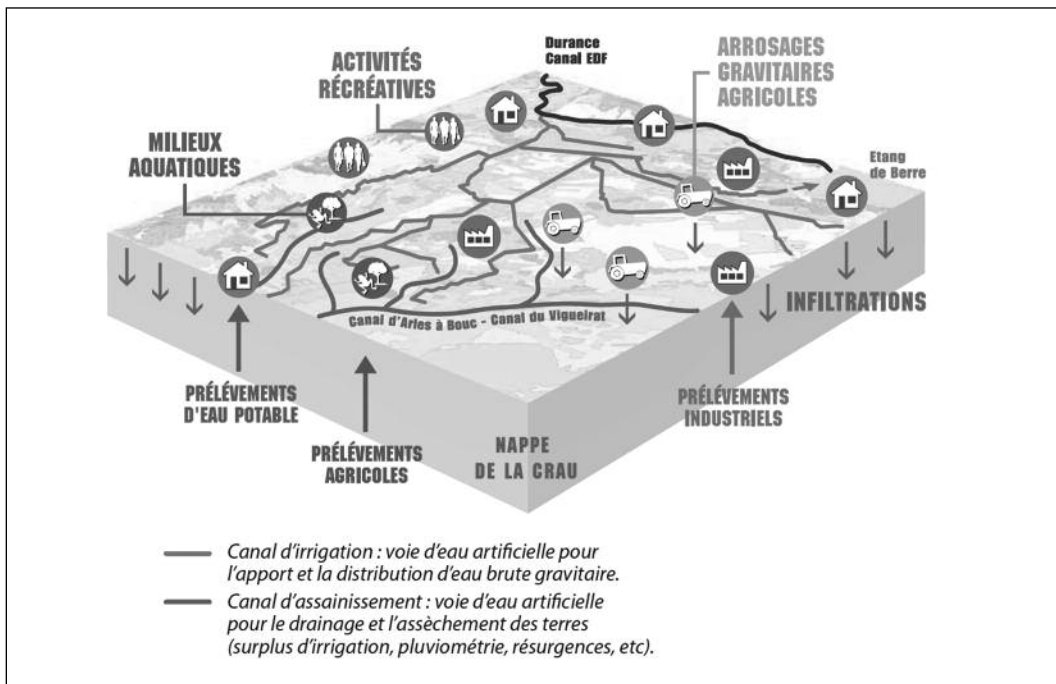 Durance
Canal EDF
ARROSAGES
GRAVITAIRES
AGRICOLES
ACTIVITÉS
RÉCRÉATIVES
MILIEUX
AQUATIQUES
Etang
de Berre
INFILTRATIONS
Canal d'Arles à Bouc - Canal du Vigueirat
PRÉLÉVEMENTS
D'EAU POTABLE
PRÉLÉVEMENTS
AGRICOLES
PRÉLÉVEMENTS
INDUSTRIELS
NAPPE
DE LA CRAU
Canal d'irrigation : voie d'eau artificielle pour
l'apport et la distribution d'eau brute gravitaire.
Canal d'assainissement : voie d'eau artificielle
pour le drainage et l'assèchement des terres
(surplus d'irrigation, pluviométrie, résurgences, etc).